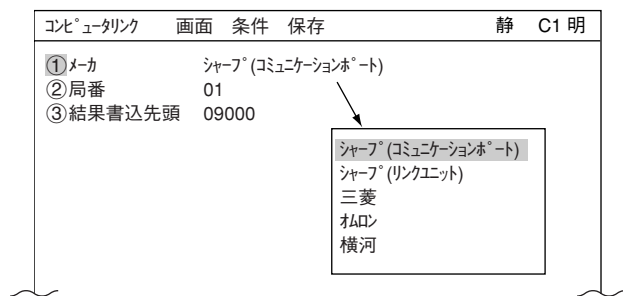 ｺﾝﾋﾟｭｰﾀﾘﾝｸ 画面 条件 保存 静 C1 明
①ﾒｰｶ ｼｬｰﾌﾟ(ｺﾐｭﾆｹｰｼｮﾝﾎﾟｰﾄ)
②局番 01
③結果書込先頭 09000
ｼｬｰﾌﾟ(ｺﾐｭﾆｹｰｼｮﾝﾎﾟｰﾄ)
ｼｬｰﾌﾟ(ﾘﾝｸﾕﾆｯﾄ)
三菱
ｵﾑﾛﾝ
横河